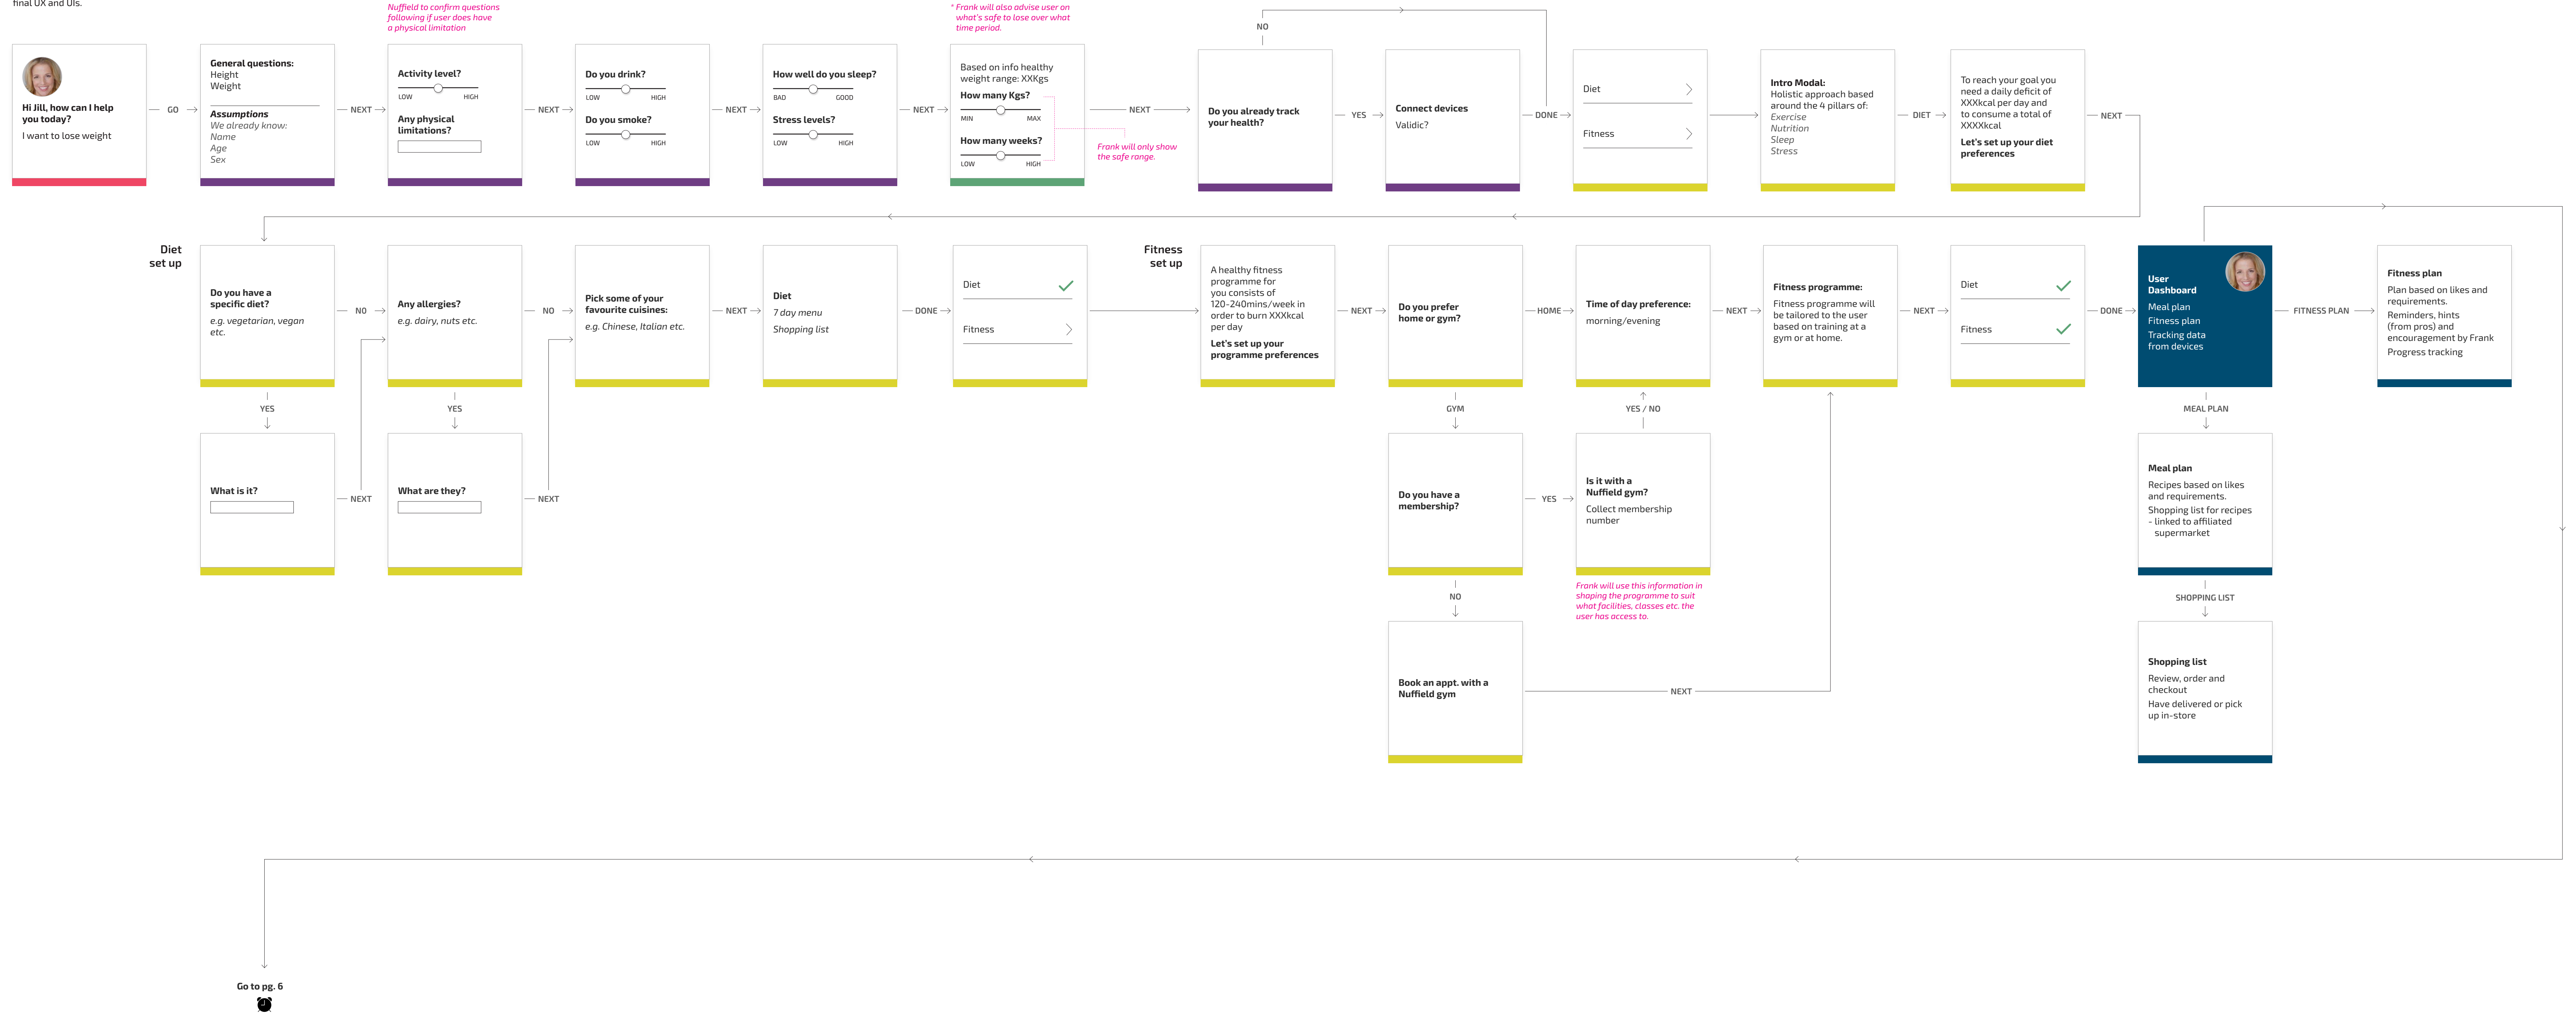 final UX and UIs.
Nuffield to confirm questions
following if user does have
a physical limitation
* Frank will also advise user on
what's safe to lose over what
time period.
NO
Hi Jill, how can I help
you today?
I want to lose weight
GO
General questions:
Height
Weight
Assumptions
We already know:
Name
Age
Sex
NEXT
Activity level?
LOW HIGH
Any physical
limitations?
NEXT
Do you drink?
LOW HIGH
Do you smoke?
LOW HIGH
NEXT
How well do you sleep?
BAD GOOD
Stress levels?
LOW HIGH
NEXT
Based on info healthy
weight range: XXKgs
How many Kgs?
MIN MAX
How many weeks?
LOW HIGH
Frank will only show
the safe range.
NEXT
Do you already track
your health?
YES
Connect devices
Validic?
DONE
Diet
Fitness
Intro Modal:
Holistic approach based
around the 4 pillars of:
Exercise
Nutrition
Sleep
Stress
DIET
To reach your goal you
need a daily deficit of
XXXkcal per day and
to consume a total of
XXXXkcal
Let's set up your diet
preferences
NEXT
Diet
set up
Do you have a
specific diet?
e.g. vegetarian, vegan
etc.
NO
Any allergies?
e.g. dairy, nuts etc.
NO
Pick some of your
favourite cuisines:
e.g. Chinese, Italian etc.
NEXT
Diet
7 day menu
Shopping list
DONE
Diet
Fitness
Fitness
set up
A healthy fitness
programme for
you consists of
120-240mins/week in
order to burn XXXkcal
per day
Let's set up your
programme preferences
NEXT
Do you prefer
home or gym?
HOME
Time of day preference:
morning/evening
NEXT
Fitness programme:
Fitness programme will
be tailored to the user
based on training at a
gym or at home.
NEXT
Diet
Fitness
DONE
User
Dashboard
Meal plan
Fitness plan
Tracking data
from devices
FITNESS PLAN
Fitness plan
Plan based on likes and
requirements.
Reminders, hints
(from pros) and
encouragement by Frank
Progress tracking
YES
YES
GYM
YES / NO
MEAL PLAN
What is it?
NEXT
What are they?
NEXT
Do you have a
membership?
YES
Is it with a
Nuffield gym?
Collect membership
number
Meal plan
Recipes based on likes
and requirements.
Shopping list for recipes
- linked to affiliated
supermarket
Frank will use this information in
shaping the programme to suit
what facilities, classes etc. the
user has access to.
NO
SHOPPING LIST
Book an appt. with a
Nuffield gym
NEXT
Shopping list
Review, order and
checkout
Have delivered or pick
up in-store
Go to pg. 6